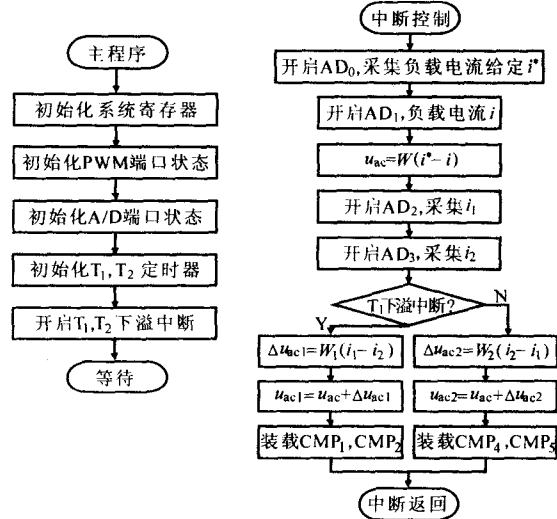 主程序
初始化系统寄存器
初始化PWM端口状态
初始化A/D端口状态
初始化T₁,T₂定时器
开启T₁,T₂下溢中断
等待
中断控制
开启AD₀,采集负载电流给定i*
开启AD₁,负载电流i
uac=W(i*−i)
开启AD₂,采集i₁
开启AD₃,采集i₂
T₁下溢中断?
Y
N
Δuac1=W₁(i₁−i₂)
Δuac2=W₂(i₂−i₁)
uac1=uac+Δuac1
uac2=uac+Δuac2
装载CMP₁,CMP₂
装载CMP₄,CMP₅
中断返回